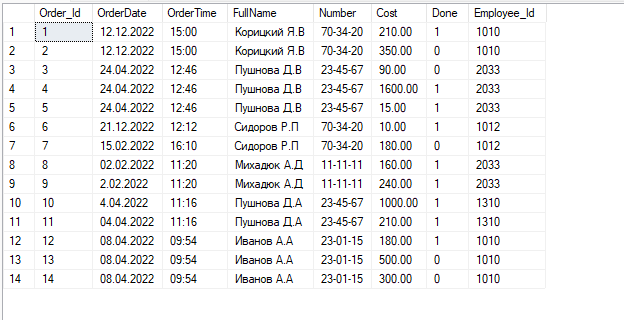 Order_Id OrderDate OrderTime FullName Number Cost Done Employee_Id
1 1 12.12.2022 15:00 Корицкий Я.В 70-34-20 210.00 1 1010
2 2 12.12.2022 15:00 Корицкий Я.В 70-34-20 350.00 0 1010
3 3 24.04.2022 12:46 Пушнова Д.В 23-45-67 90.00 0 2033
4 4 24.04.2022 12:46 Пушнова Д.В 23-45-67 1600.00 1 2033
5 5 24.04.2022 12:46 Пушнова Д.В 23-45-67 15.00 1 2033
6 6 21.12.2022 12:12 Сидоров Р.П 70-34-20 10.00 1 1012
7 7 15.02.2022 16:10 Сидоров Р.П 70-34-20 180.00 0 1012
8 8 02.02.2022 11:20 Михадюк А.Д 11-11-11 160.00 1 2033
9 9 2.02.2022 11:20 Михадюк А.Д 11-11-11 240.00 1 2033
10 10 4.04.2022 11:16 Пушнова Д.А 23-45-67 1000.00 1 1310
11 11 04.04.2022 11:16 Пушнова Д.А 23-45-67 210.00 1 1310
12 12 08.04.2022 09:54 Иванов А.А 23-01-15 180.00 1 1010
13 13 08.04.2022 09:54 Иванов А.А 23-01-15 500.00 0 1010
14 14 08.04.2022 09:54 Иванов А.А 23-01-15 300.00 0 1010